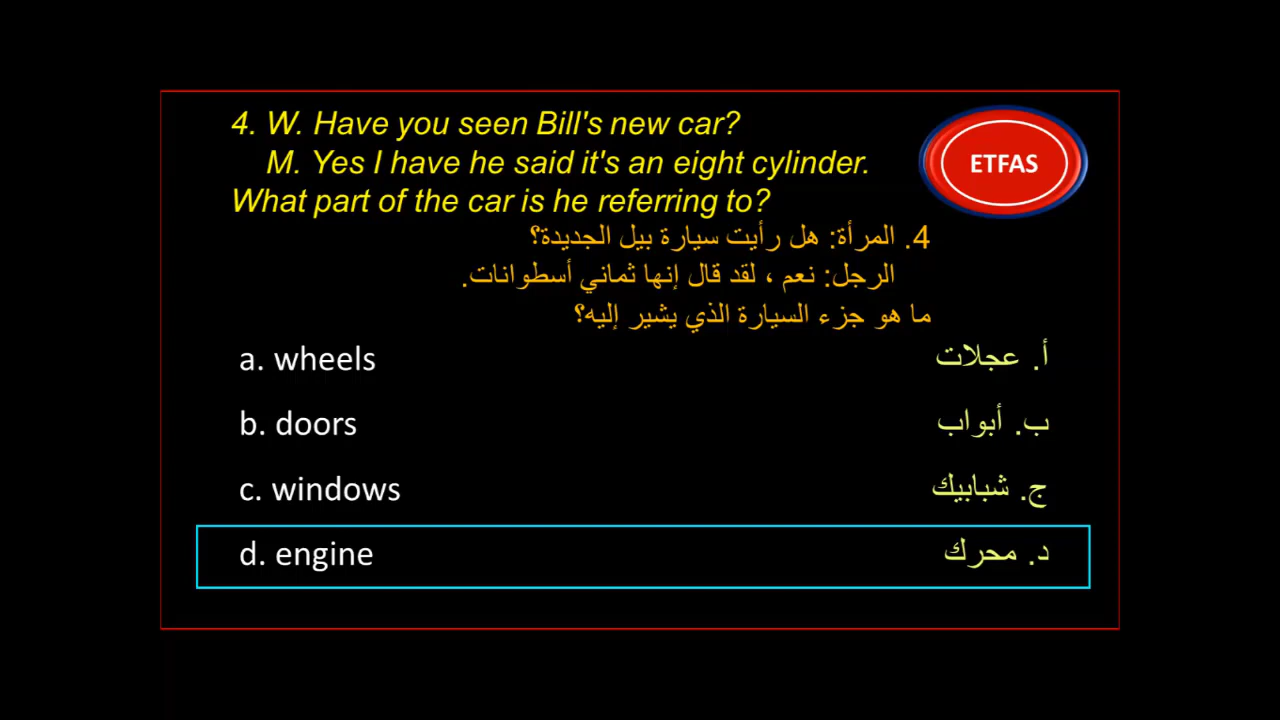 4. W. Have you seen Bill's new car?
M. Yes I have he said it's an eight cylinder.
What part of the car is he referring to?
ETFAS
4. المرأة: هل رأيت سيارة بيل الجديدة؟
الرجل: نعم ، لقد قال إنها ثماني أسطوانات.
ما هو جزء السيارة الذي يشير إليه؟
a. wheels أ. عجلات
b. doors ب. أبواب
c. windows ج. شبابيك
d. engine د. محرك